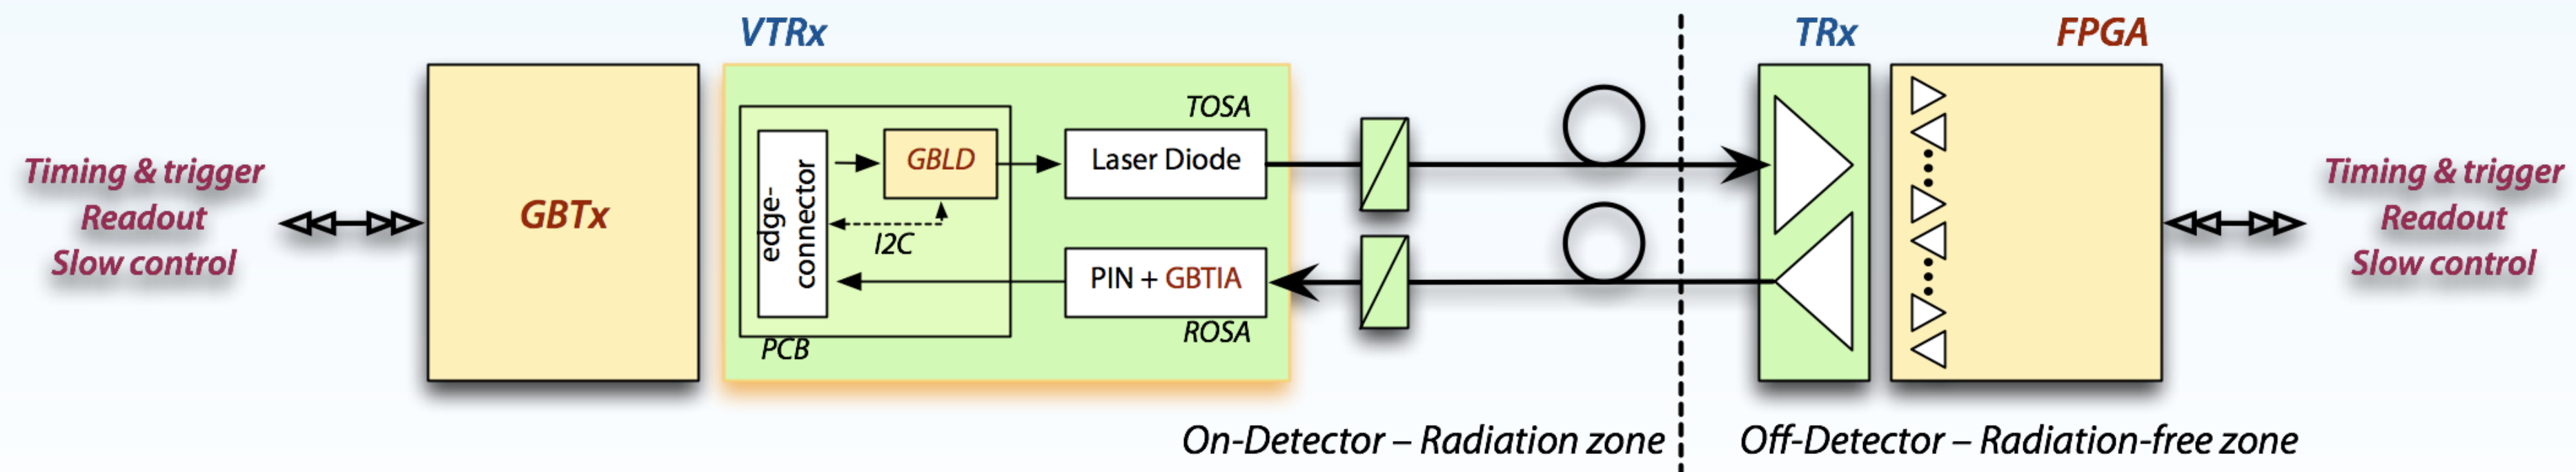 VTRx
TRx
FPGA
TOSA
Timing & trigger
Readout
Slow control
GBTx
edge-
connector
GBLD
I2C
Laser Diode
PIN + GBTIA
ROSA
PCB
Timing & trigger
Readout
Slow control
On-Detector – Radiation zone
Off-Detector – Radiation-free zone